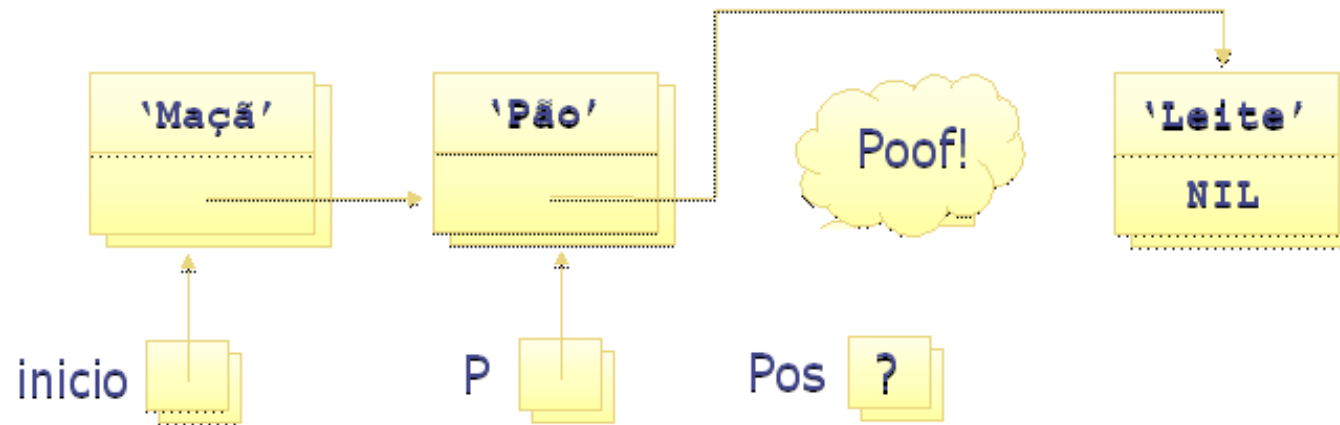 ‘Maçã’
‘Pão’
Poof!
‘Leite’
NIL
inicio
P
Pos
?